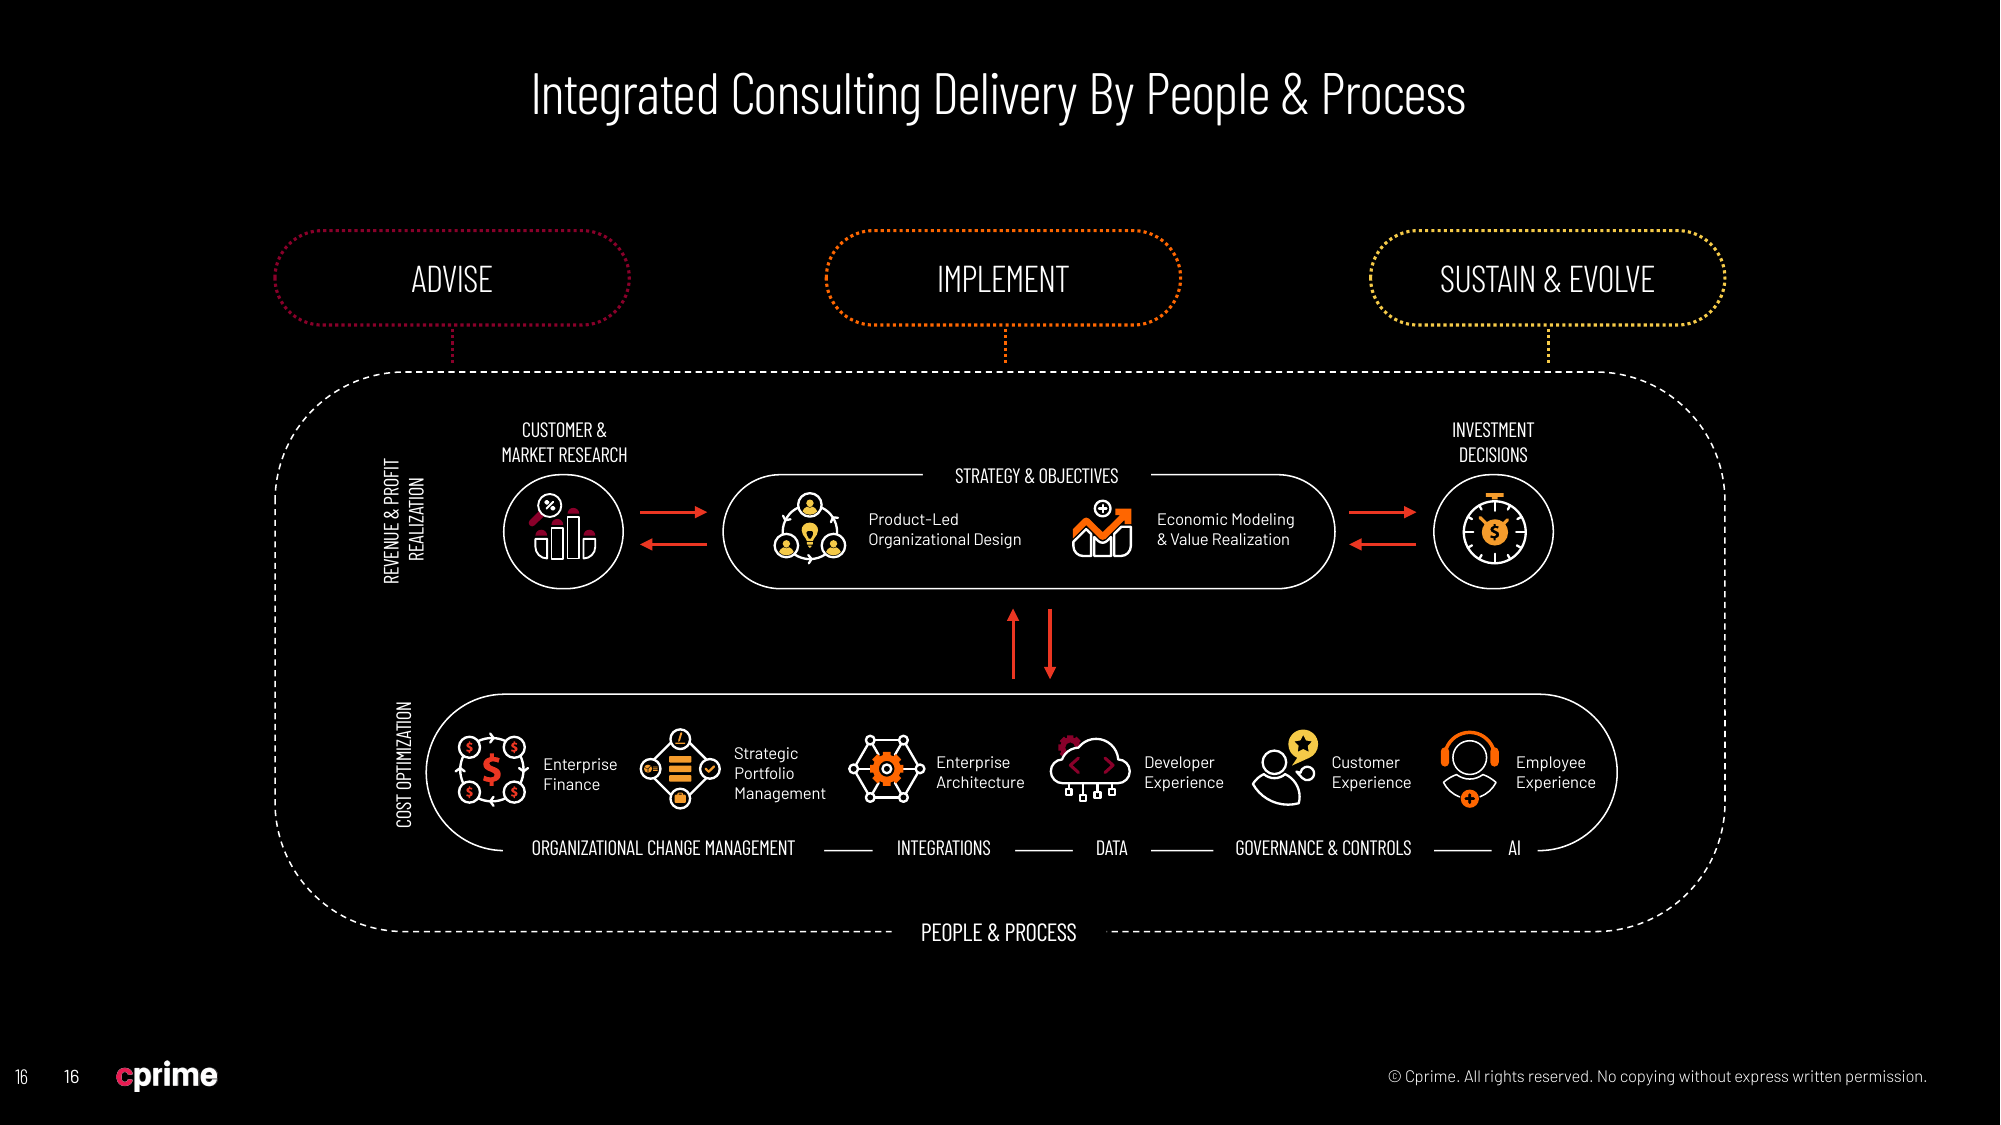 Integrated Consulting Delivery By People & Process
ADVISE
IMPLEMENT
SUSTAIN & EVOLVE
REVENUE & PROFIT
REALIZATION
CUSTOMER &
MARKET RESEARCH
%
STRATEGY & OBJECTIVES
Product-Led
Organizational Design
Economic Modeling
& Value Realization
INVESTMENT
DECISIONS
$
COST OPTIMIZATION
$ $
$
$ $
Enterprise
Finance
Strategic
Portfolio
Management
Enterprise
Architecture
Developer
Experience
Customer
Experience
Employee
Experience
ORGANIZATIONAL CHANGE MANAGEMENT
INTEGRATIONS
DATA
GOVERNANCE & CONTROLS
AI
PEOPLE & PROCESS
16
16
cprime
© Cprime. All rights reserved. No copying without express written permission.